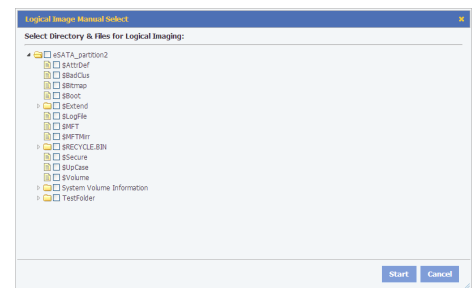 Logical Image Manual Select
Select Directory & Files for Logical Imaging:
eSATA_partition2
$AttrDef
$BadClus
$Bitmap
$Boot
$Extend
$LogFile
$MFT
$MFTMirr
$RECYCLE.BIN
$Secure
$UpCase
$Volume
System Volume Information
TestFolder
Start Cancel